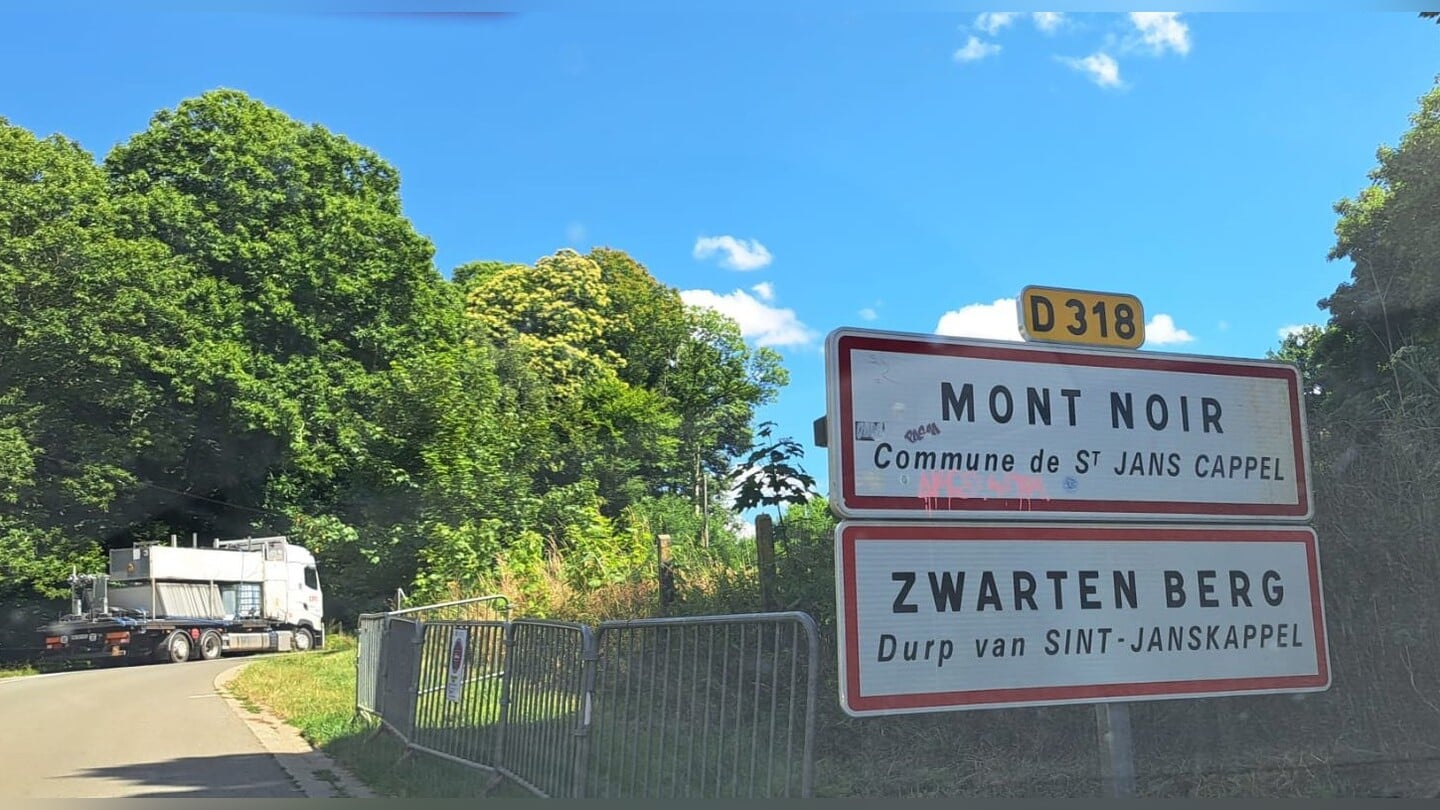 D 318
MONT NOIR
Commune de Sᵀ JANS CAPPEL
ZWARTEN BERG
Durp van SINT-JANSKAPPEL